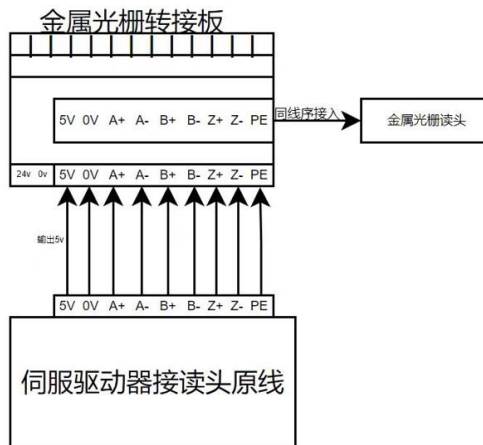 金属光栅转接板
5V 0V A+ A- B+ B- Z+ Z- PE
同线序接入
金属光栅读头
24v 0v 5V 0V A+ A- B+ B- Z+ Z- PE
输出5v
5V 0V A+ A- B+ B- Z+ Z- PE
伺服驱动器接读头原线